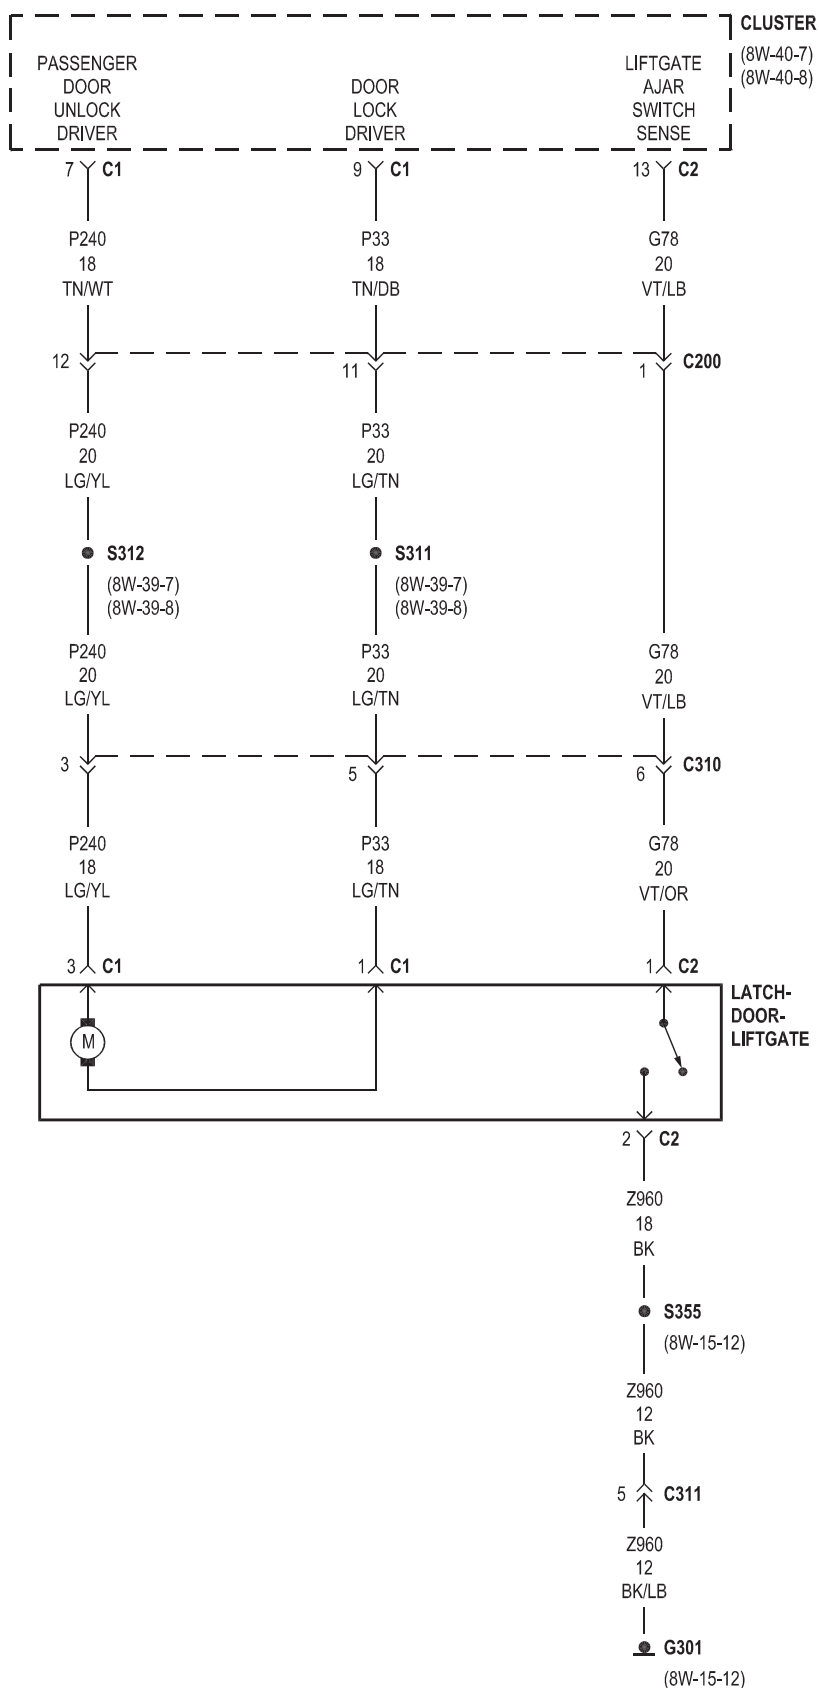 CLUSTER
(8W-40-7)
(8W-40-8)
PASSENGER
DOOR
UNLOCK
DRIVER
DOOR
LOCK
DRIVER
LIFTGATE
AJAR
SWITCH
SENSE
7 C1
9 C1
13 C2
P240
18
TN/WT
P33
18
TN/DB
G78
20
VT/LB
12
11
1
C200
P240
20
LG/YL
P33
20
LG/TN
S312
(8W-39-7)
(8W-39-8)
S311
(8W-39-7)
(8W-39-8)
P240
20
LG/YL
P33
20
LG/TN
G78
20
VT/LB
3
5
6
C310
P240
18
LG/YL
P33
18
LG/TN
G78
20
VT/OR
3 C1
1 C1
1 C2
LATCH-
DOOR-
LIFTGATE
M
2 C2
Z960
18
BK
S355
(8W-15-12)
Z960
12
BK
5 C311
Z960
12
BK/LB
G301
(8W-15-12)